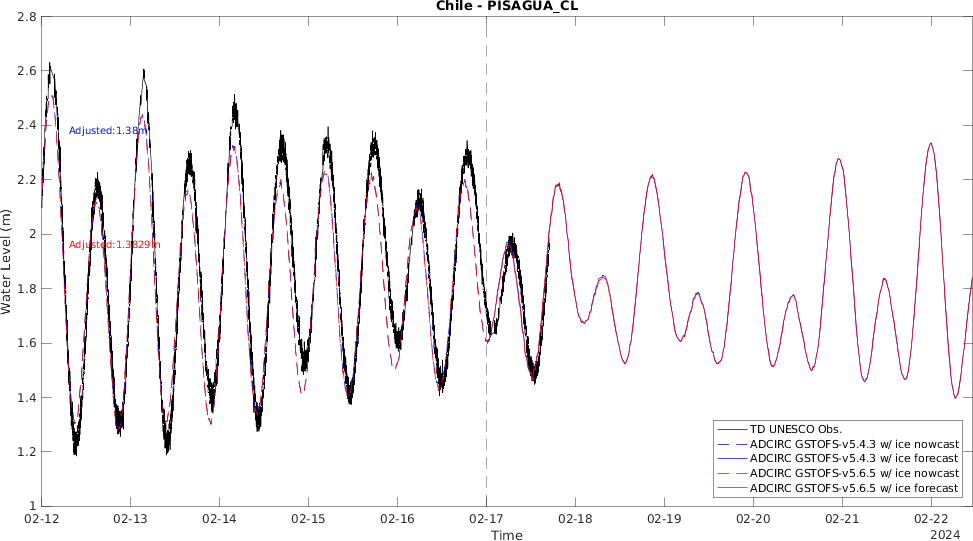 Chile - PISAGUA_CL
2.8
2.6
2.4
2.2
2
1.8
1.6
1.4
1.2
1
Water Level (m)
Adjusted:1.38m
Adjusted:1.3829m
TD UNESCO Obs.
ADCIRC GSTOFS-v5.4.3 w/ ice nowcast
ADCIRC GSTOFS-v5.4.3 w/ ice forecast
ADCIRC GSTOFS-v5.6.5 w/ ice nowcast
ADCIRC GSTOFS-v5.6.5 w/ ice forecast
02-12 02-13 02-14 02-15 02-16 02-17 02-18 02-19 02-20 02-21 02-22
Time
2024